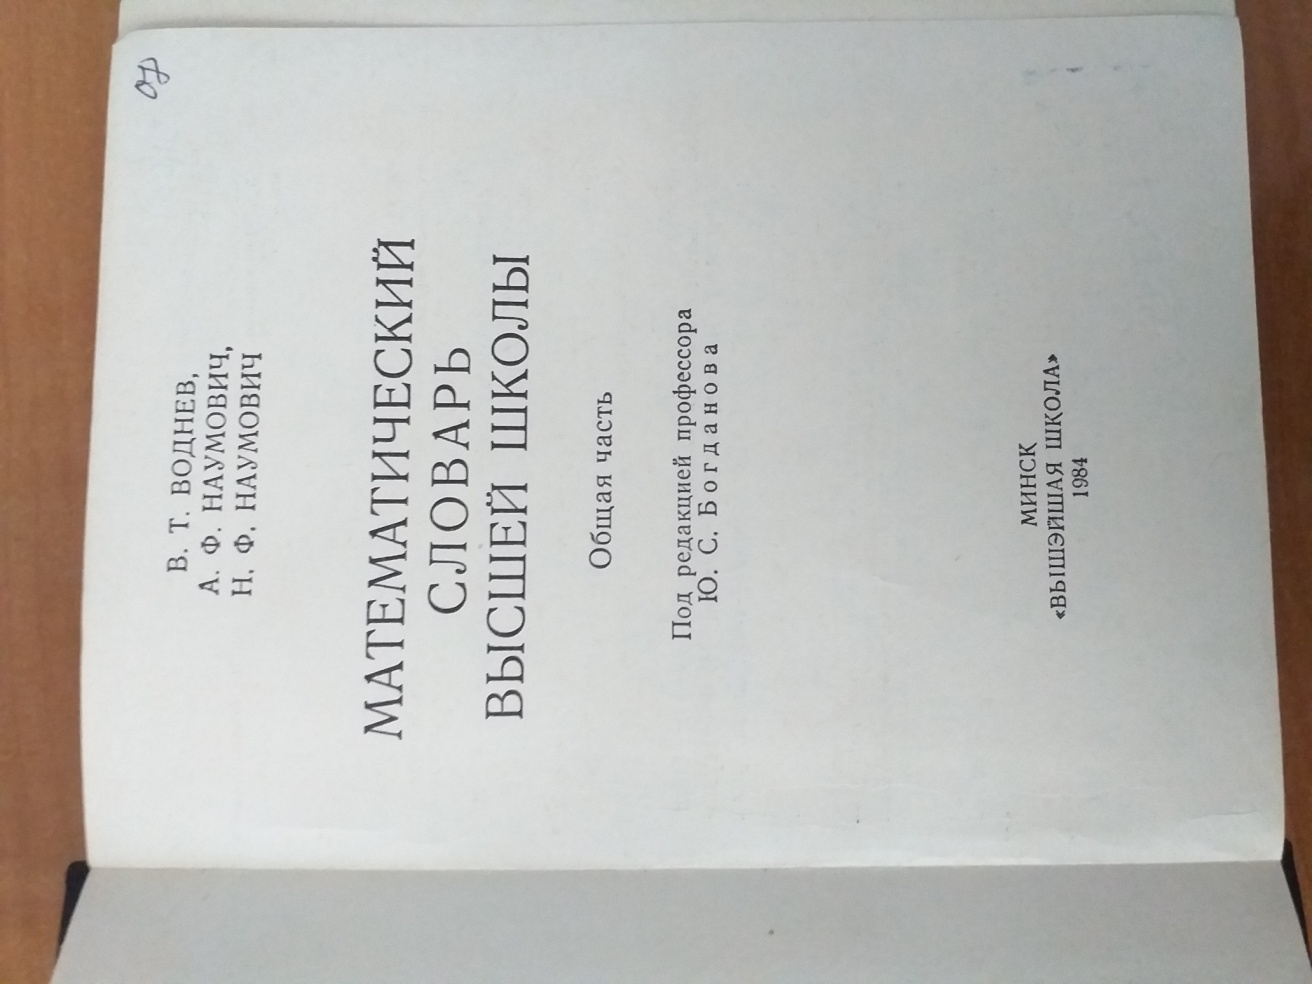 В. Т. ВОДНЕВ,
А. Ф. НАУМОВИЧ,
Н. Ф. НАУМОВИЧ
МАТЕМАТИЧЕСКИЙ
СЛОВАРЬ
ВЫСШЕЙ ШКОЛЫ
Общая часть
Под редакцией профессора
Ю. С. Богданова
МИНСК
«ВЫШЭЙШАЯ ШКОЛА»
1984